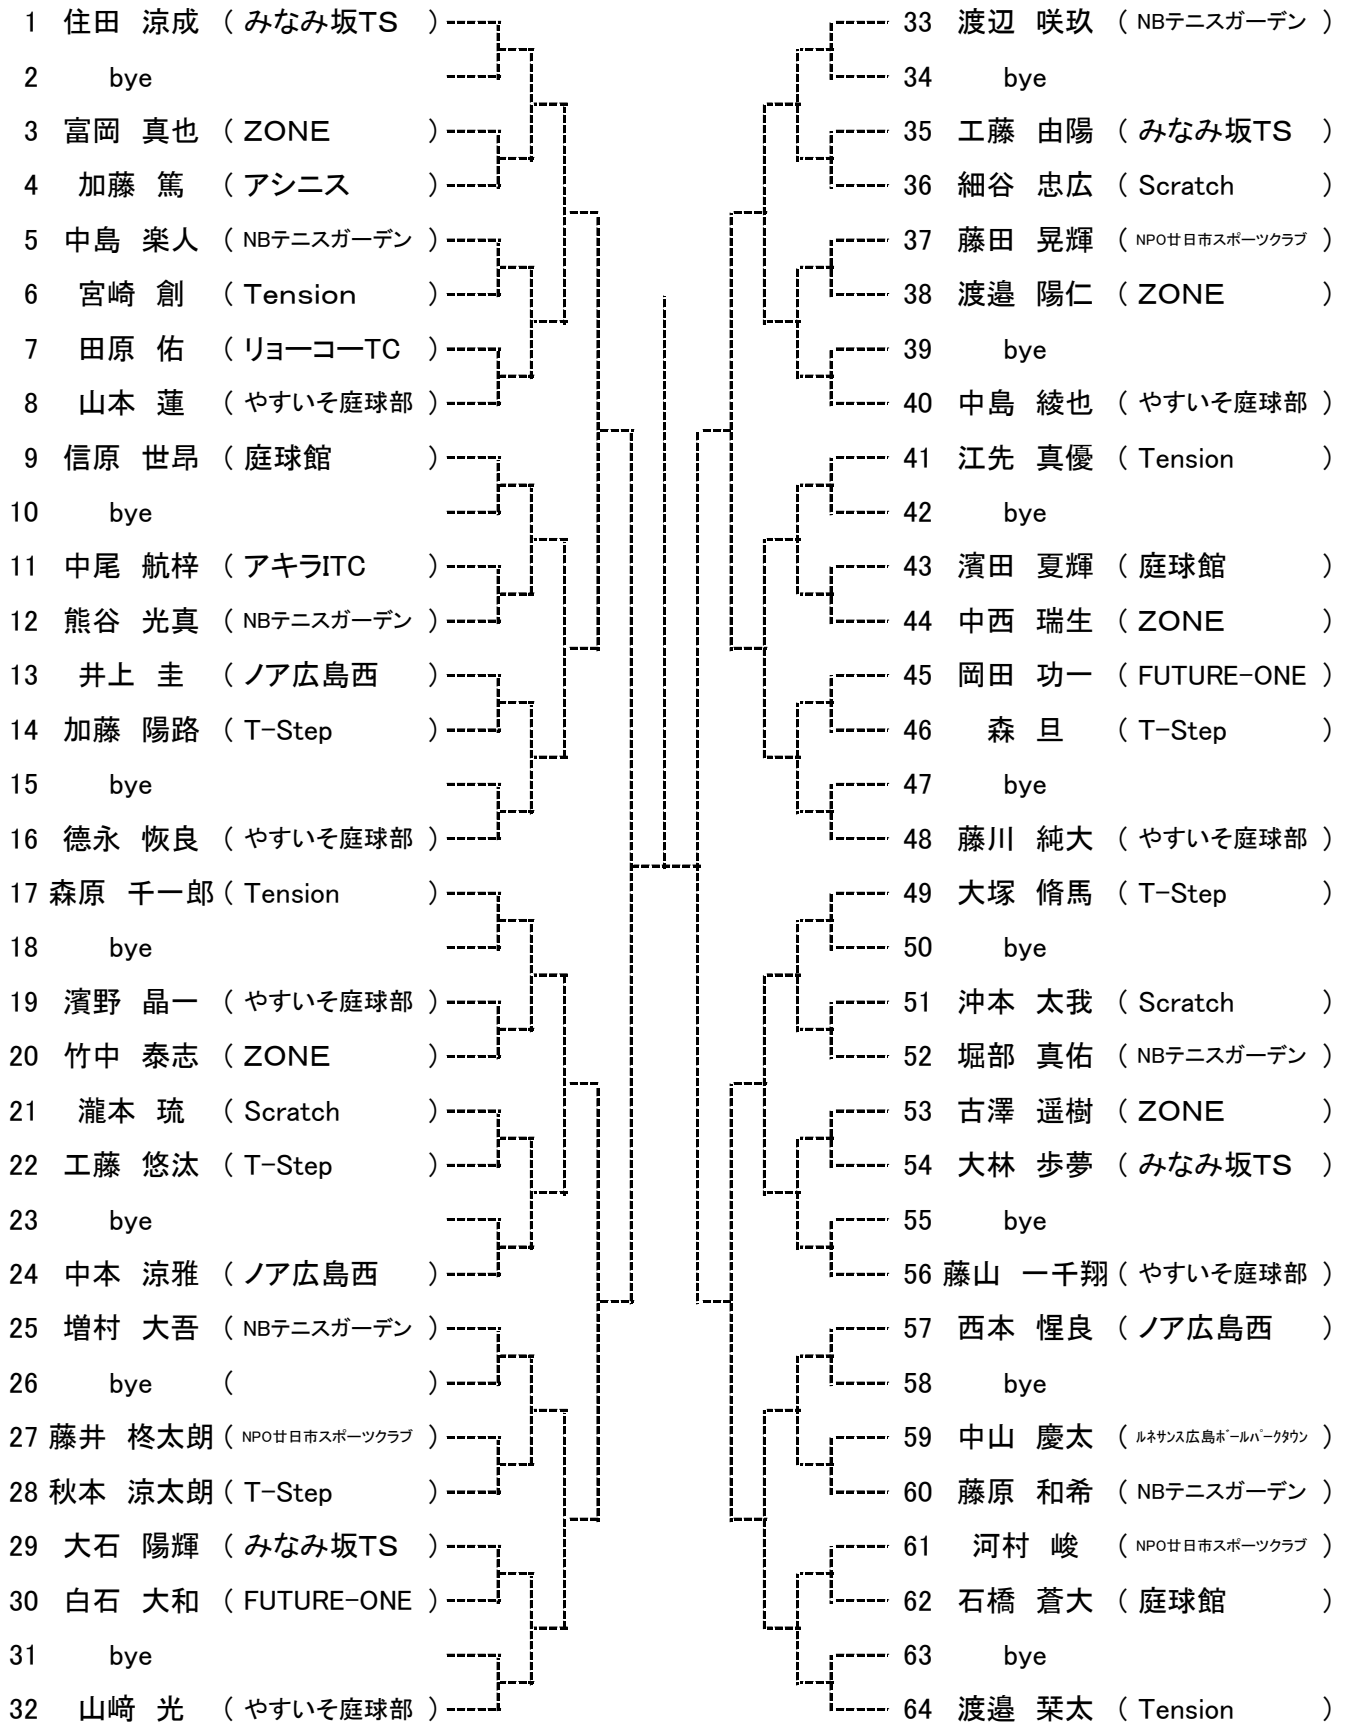 1 住田 涼成 ( みなみ坂TS )
2 bye
3 富岡 真也 ( ZONE )
4 加藤 篤 ( アシニス )
5 中島 楽人 ( NBテニスガーデン )
6 宮崎 創 ( Tension )
7 田原 佑 ( リョーコーTC )
8 山本 蓮 ( やすいそ庭球部 )
9 信原 世昂 ( 庭球館 )
10 bye
11 中尾 航梓 ( アキラITC )
12 熊谷 光真 ( NBテニスガーデン )
13 井上 圭 ( ノア広島西 )
14 加藤 陽路 ( T-Step )
15 bye
16 德永 恢良 ( やすいそ庭球部 )
17 森原 千一郎 ( Tension )
18 bye
19 濱野 晶一 ( やすいそ庭球部 )
20 竹中 泰志 ( ZONE )
21 瀧本 琉 ( Scratch )
22 工藤 悠汰 ( T-Step )
23 bye
24 中本 涼雅 ( ノア広島西 )
25 増村 大吾 ( NBテニスガーデン )
26 bye ( )
27 藤井 柊太朗 ( NPO廿日市スポーツクラブ )
28 秋本 涼太朗 ( T-Step )
29 大石 陽輝 ( みなみ坂TS )
30 白石 大和 ( FUTURE-ONE )
31 bye
32 山﨑 光 ( やすいそ庭球部 )
33 渡辺 咲玖 ( NBテニスガーデン )
34 bye
35 工藤 由陽 ( みなみ坂TS )
36 細谷 忠広 ( Scratch )
37 藤田 晃輝 ( NPO廿日市スポーツクラブ )
38 渡邉 陽仁 ( ZONE )
39 bye
40 中島 綾也 ( やすいそ庭球部 )
41 江先 真優 ( Tension )
42 bye
43 濱田 夏輝 ( 庭球館 )
44 中西 瑞生 ( ZONE )
45 岡田 功一 ( FUTURE-ONE )
46 森 旦 ( T-Step )
47 bye
48 藤川 純大 ( やすいそ庭球部 )
49 大塚 脩馬 ( T-Step )
50 bye
51 沖本 太我 ( Scratch )
52 堀部 真佑 ( NBテニスガーデン )
53 古澤 遥樹 ( ZONE )
54 大林 歩夢 ( みなみ坂TS )
55 bye
56 藤山 一千翔 ( やすいそ庭球部 )
57 西本 惺良 ( ノア広島西 )
58 bye
59 中山 慶太 ( ﾙﾈｻﾝｽ広島ﾎﾞｰﾙﾊﾟｰｸﾀｳﾝ )
60 藤原 和希 ( NBテニスガーデン )
61 河村 峻 ( NPO廿日市スポーツクラブ )
62 石橋 蒼大 ( 庭球館 )
63 bye
64 渡邉 栞太 ( Tension )